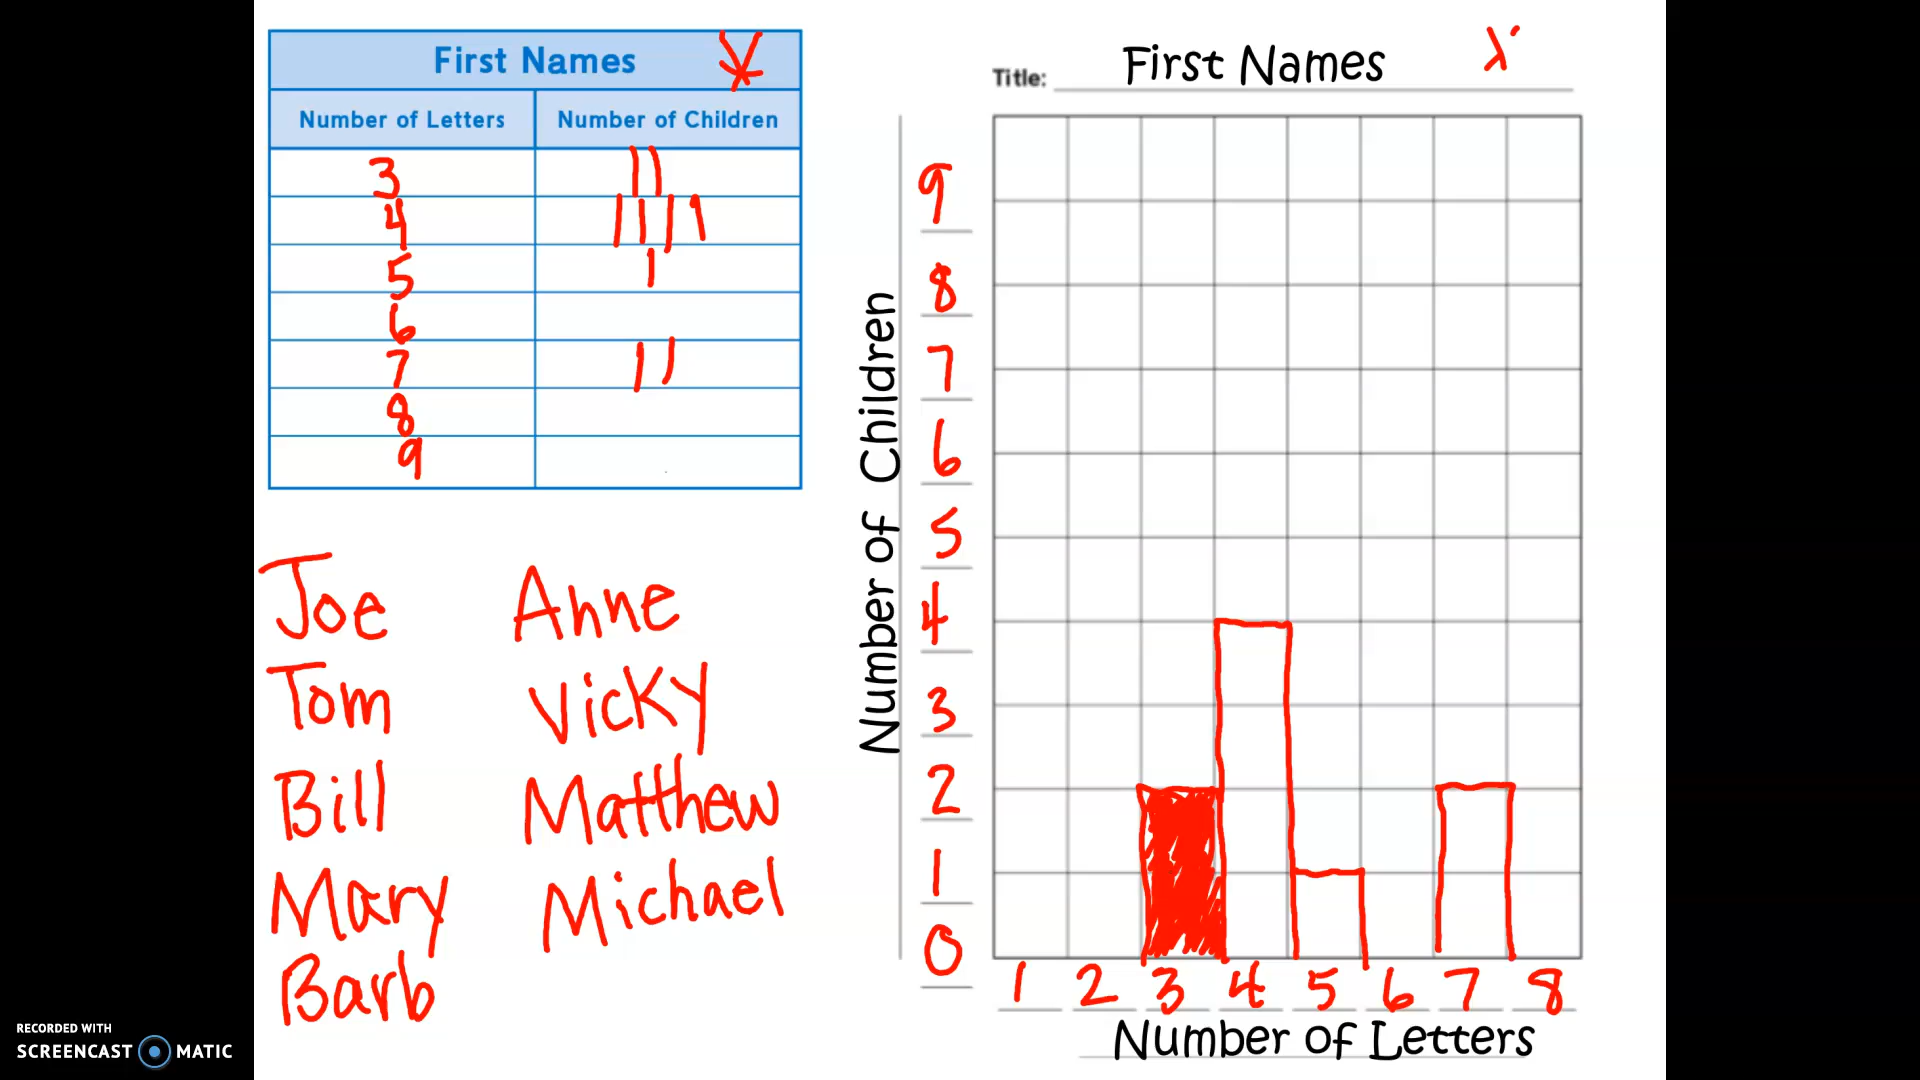 First Names
Number of Letters Number of Children
3 ||
4 ||||
5 |
6
7 ||
8
9
Joe Anne
Tom Vicky
Bill Matthew
Mary Michael
Barb
Title: First Names
Number of Children
9
8
7
6
5
4
3
2
1
0
1 2 3 4 5 6 7 8
Number of Letters
RECORDED WITH
SCREENCAST MATIC